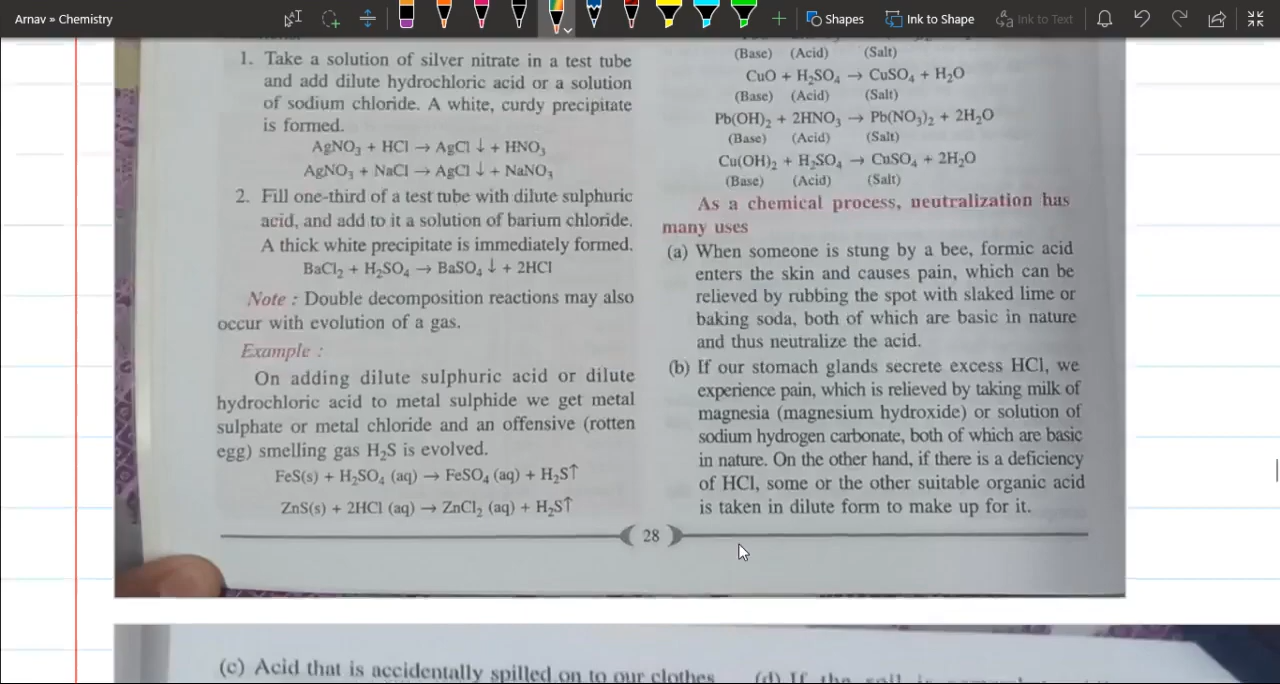 Arnav » Chemistry
Shapes
Ink to Shape
Ink to Text
1. Take a solution of silver nitrate in a test tube
and add dilute hydrochloric acid or a solution
of sodium chloride. A white, curdy precipitate
is formed.
AgNO₃ + HCl → AgCl ↓ + HNO₃
AgNO₃ + NaCl → AgCl ↓ + NaNO₃
2. Fill one-third of a test tube with dilute sulphuric
acid, and add to it a solution of barium chloride.
A thick white precipitate is immediately formed.
BaCl₂ + H₂SO₄ → BaSO₄ ↓ + 2HCl
Note : Double decomposition reactions may also
occur with evolution of a gas.
Example :
On adding dilute sulphuric acid or dilute
hydrochloric acid to metal sulphide we get metal
sulphate or metal chloride and an offensive (rotten
egg) smelling gas H₂S is evolved.
FeS(s) + H₂SO₄ (aq) → FeSO₄ (aq) + H₂S↑
ZnS(s) + 2HCl (aq) → ZnCl₂ (aq) + H₂S↑
(Base) (Acid) (Salt)
CuO + H₂SO₄ → CuSO₄ + H₂O
(Base) (Acid) (Salt)
Pb(OH)₂ + 2HNO₃ → Pb(NO₃)₂ + 2H₂O
(Base) (Acid) (Salt)
Cu(OH)₂ + H₂SO₄ → CuSO₄ + 2H₂O
(Base) (Acid) (Salt)
As a chemical process, neutralization has
many uses
(a) When someone is stung by a bee, formic acid
enters the skin and causes pain, which can be
relieved by rubbing the spot with slaked lime or
baking soda, both of which are basic in nature
and thus neutralize the acid.
(b) If our stomach glands secrete excess HCl, we
experience pain, which is relieved by taking milk of
magnesia (magnesium hydroxide) or solution of
sodium hydrogen carbonate, both of which are basic
in nature. On the other hand, if there is a deficiency
of HCl, some or the other suitable organic acid
is taken in dilute form to make up for it.
28
(c) Acid that is accidentally spilled on to our clothes
(d) If the soil is